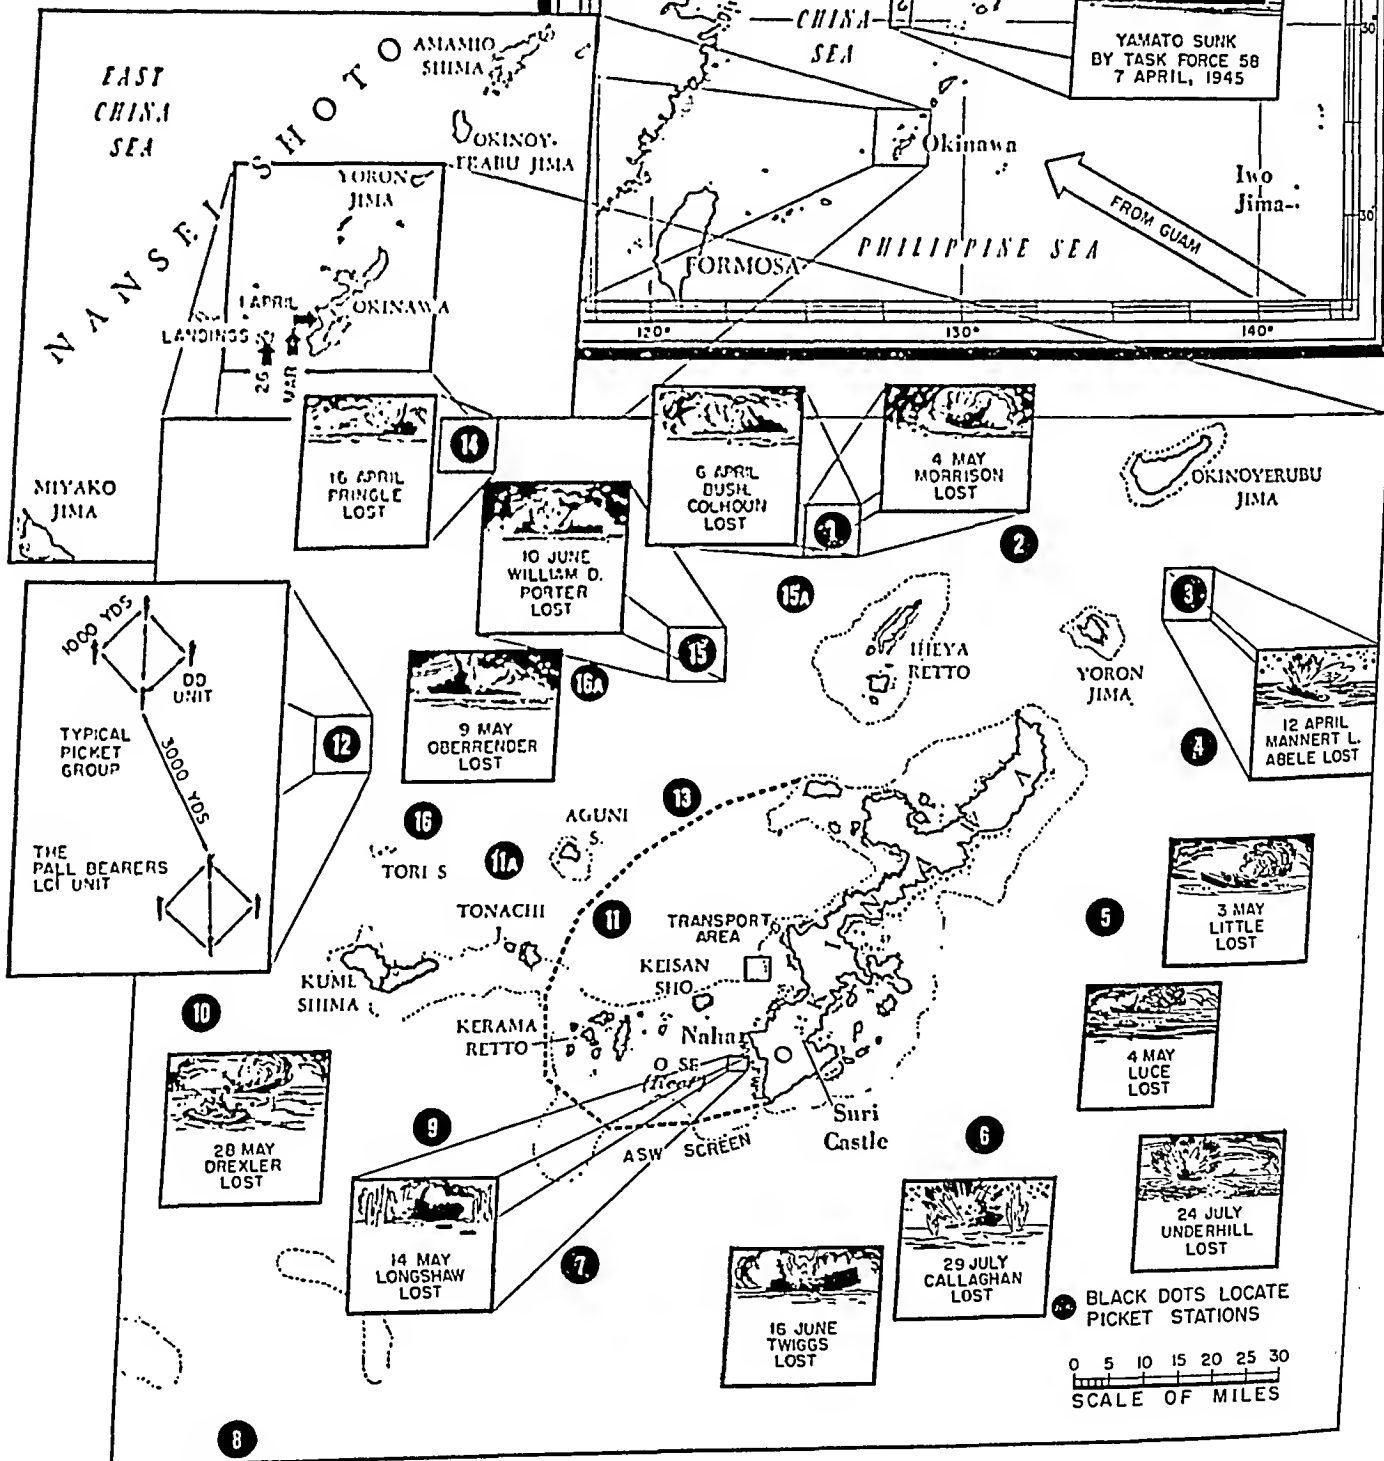 EAST
CHINA
SEA
NANSEI SHOTO
AMAMIO
SHIMA
OKINOY-
ERABU JIMA
YORON
JIMA
1 APRIL
OKINAWA
LANDINGS
26
MAR
MIYAKO
JIMA
CHINA
SEA
YAMATO SUNK
BY TASK FORCE 58
7 APRIL, 1945
30°
Okinawa
Iwo
Jima
FROM GUAM
PHILIPPINE SEA
FORMOSA
30°
120°
130°
140°
16 APRIL
PRINGLE
LOST
14
10 JUNE
WILLIAM D.
PORTER
LOST
6 APRIL
BUSH
COLHOUN
LOST
1
4 MAY
MORRISON
LOST
2
OKINOYERUBU
JIMA
15A
3
15
16A
IHEYA
RETTO
YORON
JIMA
12 APRIL
MANNERT L.
ABELE LOST
4
1000 YDS
DD
UNIT
TYPICAL
PICKET
GROUP
3000 YDS
THE
PALL BEARERS
LCI UNIT
12
9 MAY
OBERRENDER
LOST
13
16
TORI S
11A
AGUNI
S.
11
TONACHI
J.
KUME
SHIMA
TRANSPORT
AREA
KEISAN
SHO
KERAMA
RETTO
Naha
O SE
(Reef)
OKINAWA
Suri
Castle
ASW SCREEN
5
3 MAY
LITTLE
LOST
4 MAY
LUCE
LOST
10
28 MAY
DREXLER
LOST
9
14 MAY
LONGSHAW
LOST
7
6
24 JULY
UNDERHILL
LOST
29 JULY
CALLAGHAN
LOST
16 JUNE
TWIGGS
LOST
BLACK DOTS LOCATE
PICKET STATIONS
0 5 10 15 20 25 30
SCALE OF MILES
8